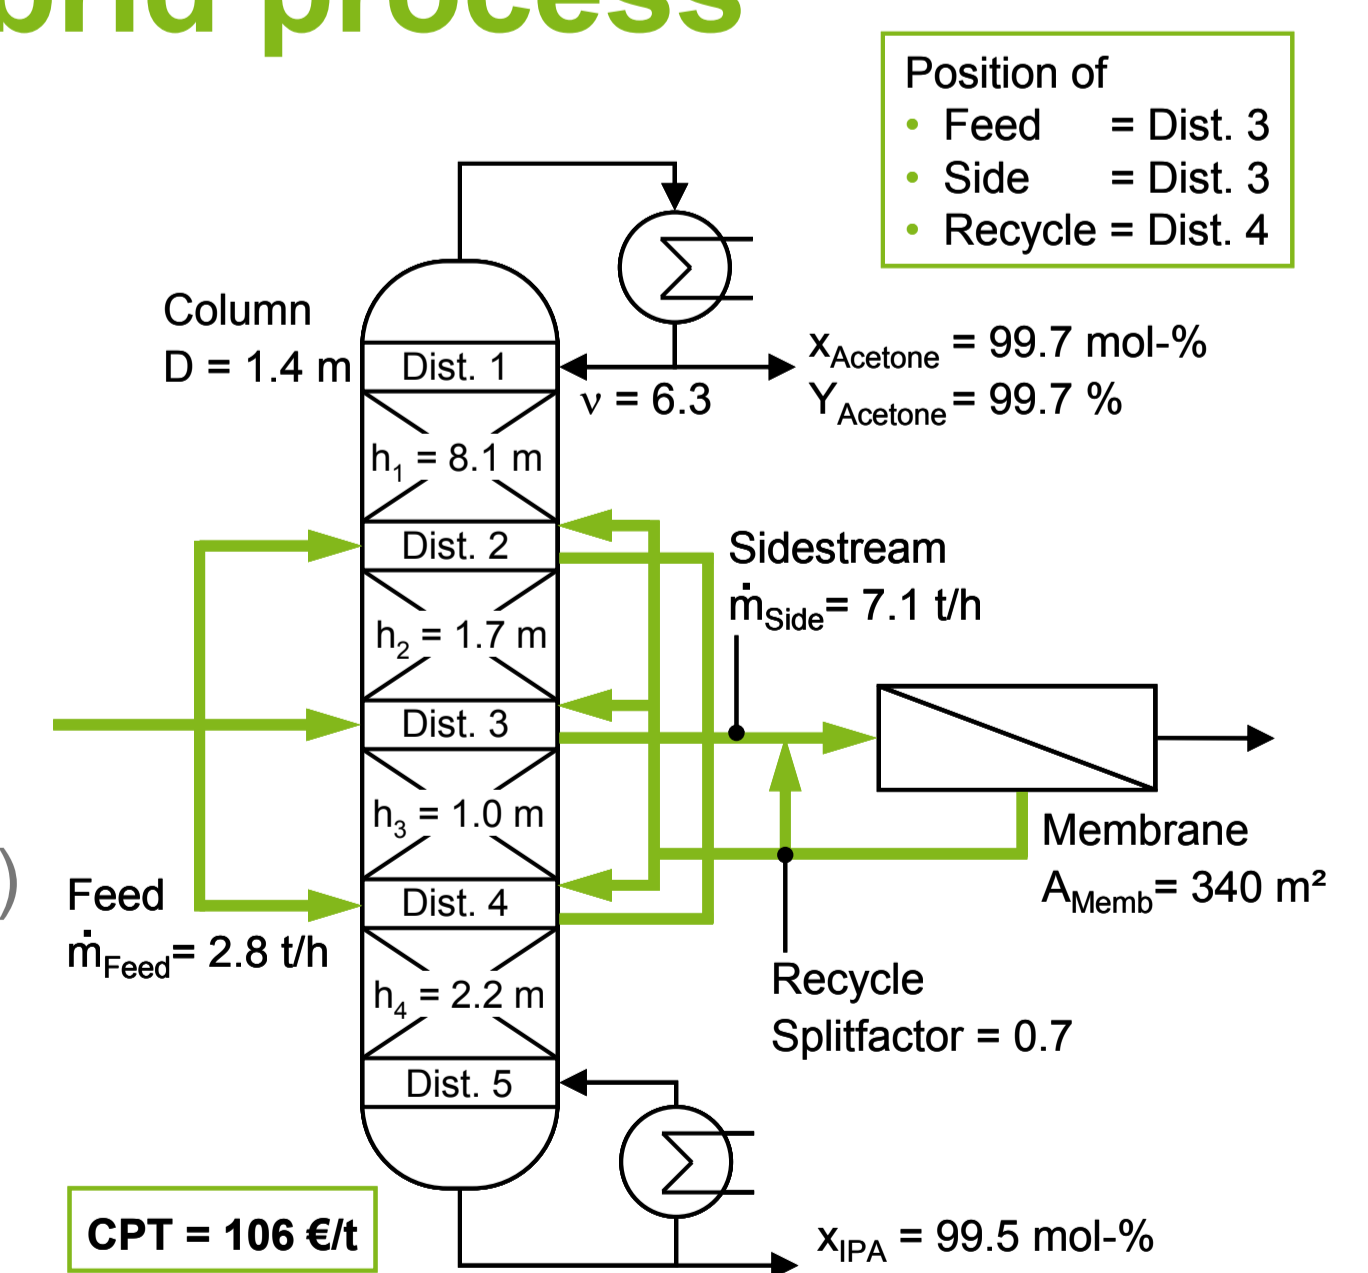 process
Position of
• Feed = Dist. 3
• Side = Dist. 3
• Recycle = Dist. 4
Column
D = 1.4 m
Dist. 1
ν = 6.3
xAcetone = 99.7 mol-%
YAcetone = 99.7 %
h1 = 8.1 m
Dist. 2
Sidestream
ṁSide = 7.1 t/h
h2 = 1.7 m
Dist. 3
h3 = 1.0 m
Membrane
AMemb = 340 m²
)
Feed
ṁFeed = 2.8 t/h
Dist. 4
Recycle
Splitfactor = 0.7
h4 = 2.2 m
Dist. 5
CPT = 106 €/t
xIPA = 99.5 mol-%